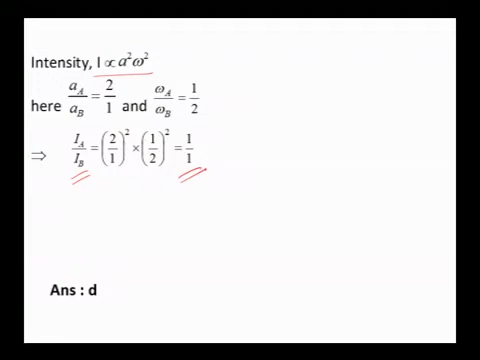 Intensity, I ∝ a²ω²
here a_A/a_B = 2/1 and ω_A/ω_B = 1/2
⇒ I_A/I_B = (2/1)² × (1/2)² = 1/1
Ans : d